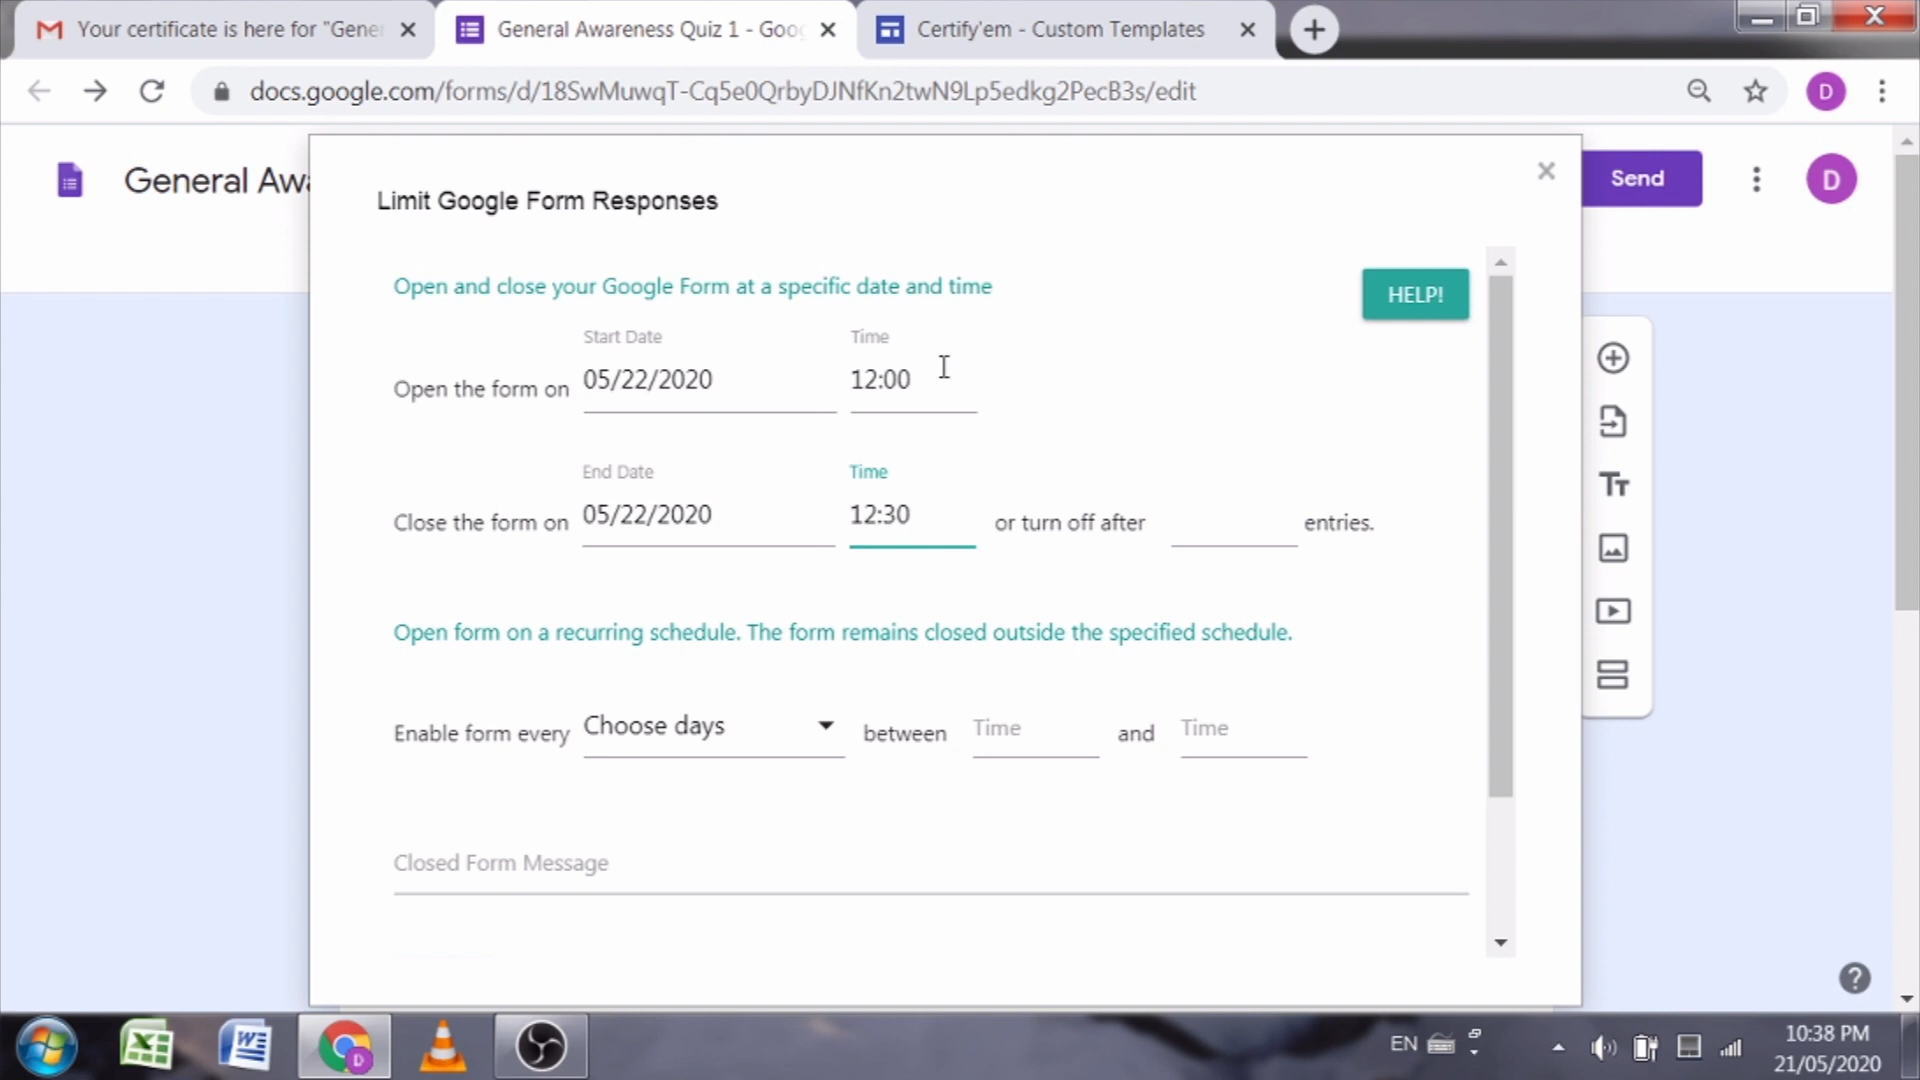 Your certificate is here for "Gener
General Awareness Quiz 1 - Goo
Certify'em - Custom Templates
docs.google.com/forms/d/18SwMuwqT-Cq5e0QrbyDJNfKn2twN9Lp5edkg2PecB3s/edit
D
General Awa
Send
D
Limit Google Form Responses
Open and close your Google Form at a specific date and time
HELP!
Start Date Time
Open the form on 05/22/2020 12:00
End Date Time
Close the form on 05/22/2020 12:30 or turn off after entries.
Open form on a recurring schedule. The form remains closed outside the specified schedule.
Enable form every Choose days between Time and Time
Closed Form Message
EN
10:38 PM
21/05/2020